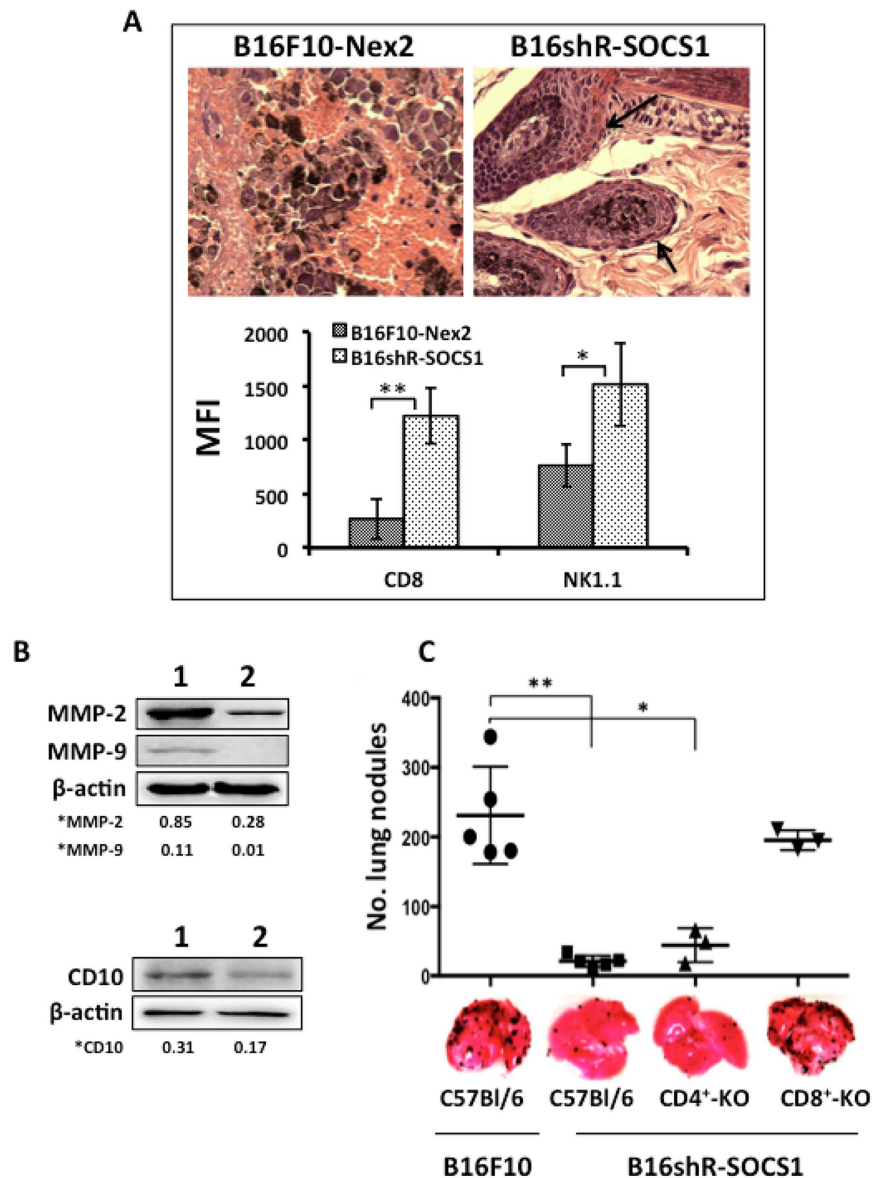 A
B16F10-Nex2 B16shR-SOCS1
2000
1500
1000
500
0
MFI
B16F10-Nex2
B16shR-SOCS1
**
*
CD8 NK1.1
B
1 2
MMP-2
MMP-9
β-actin
*MMP-2 0.85 0.28
*MMP-9 0.11 0.01
1 2
CD10
β-actin
*CD10 0.31 0.17
C
No. lung nodules
400
300
200
100
0
**
*
C57Bl/6 C57Bl/6 CD4⁺-KO CD8⁺-KO
B16F10 B16shR-SOCS1